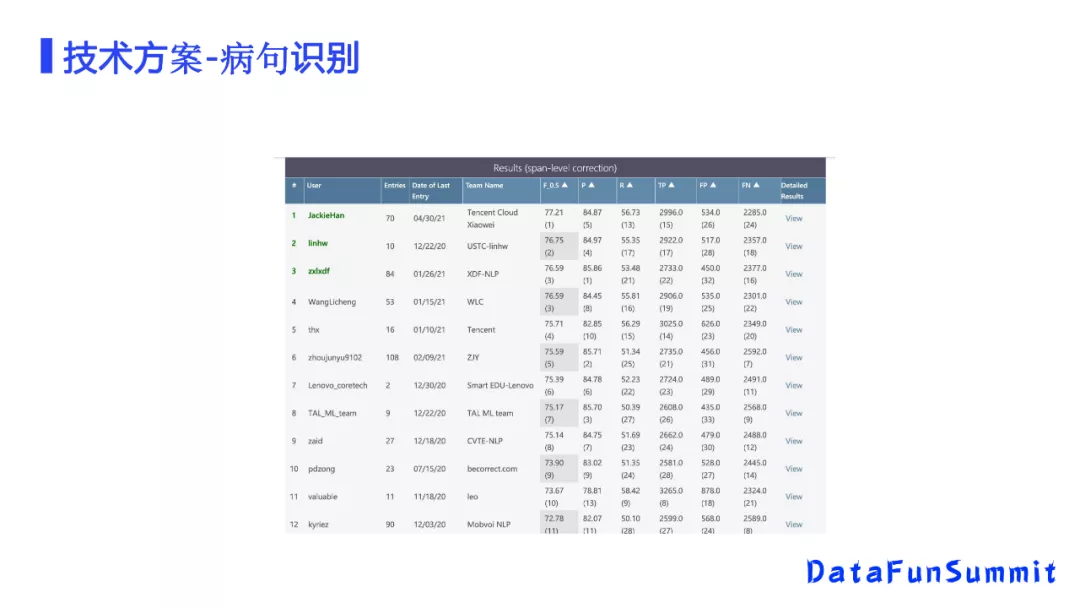 技术方案-病句识别
Results (span-level correction)
# User Entries Date of Last Entry Team Name F_0.5 ▲ P ▲ R ▲ TP ▲ FP ▲ FN ▲ Detailed Results
1 JackieHan 70 04/30/21 Tencent Cloud Xiaowei 77.21 (1) 84.87 (5) 56.73 (13) 2996.0 (15) 534.0 (26) 2285.0 (24) View
2 linhw 10 12/22/20 USTC-linhw 76.75 (2) 84.97 (4) 55.35 (17) 2922.0 (17) 517.0 (28) 2357.0 (18) View
3 zxlxdf 84 01/26/21 XDF-NLP 76.59 (3) 85.86 (1) 53.48 (21) 2733.0 (22) 450.0 (32) 2377.0 (16) View
4 WangLicheng 53 01/15/21 WLC 76.59 (3) 84.45 (8) 55.81 (16) 2906.0 (19) 535.0 (25) 2301.0 (22) View
5 thx 16 01/10/21 Tencent 75.71 (4) 82.85 (10) 56.29 (15) 3025.0 (14) 626.0 (23) 2349.0 (20) View
6 zhoujunyu9102 108 02/09/21 ZJY 75.59 (5) 85.71 (2) 51.34 (25) 2735.0 (21) 456.0 (31) 2592.0 (7) View
7 Lenovo_coretech 2 12/30/20 Smart EDU-Lenovo 75.39 (6) 84.78 (6) 52.23 (22) 2724.0 (23) 489.0 (29) 2491.0 (11) View
8 TAL_ML_team 9 12/22/20 TAL ML team 75.17 (7) 85.70 (3) 50.39 (27) 2608.0 (26) 435.0 (33) 2568.0 (9) View
9 zaid 27 12/18/20 CVTE-NLP 75.14 (8) 84.75 (7) 51.69 (23) 2662.0 (24) 479.0 (30) 2488.0 (12) View
10 pdzong 23 07/15/20 becorrect.com 73.90 (9) 83.02 (9) 51.35 (24) 2581.0 (28) 528.0 (27) 2445.0 (14) View
11 valuable 11 11/18/20 leo 73.67 (10) 78.81 (13) 58.42 (9) 3265.0 (8) 878.0 (18) 2324.0 (21) View
12 kyriez 90 12/03/20 Mobvoi NLP 72.78 (11) 82.07 (11) 50.10 (28) 2599.0 (27) 568.0 (24) 2589.0 (8) View
DataFunSummit